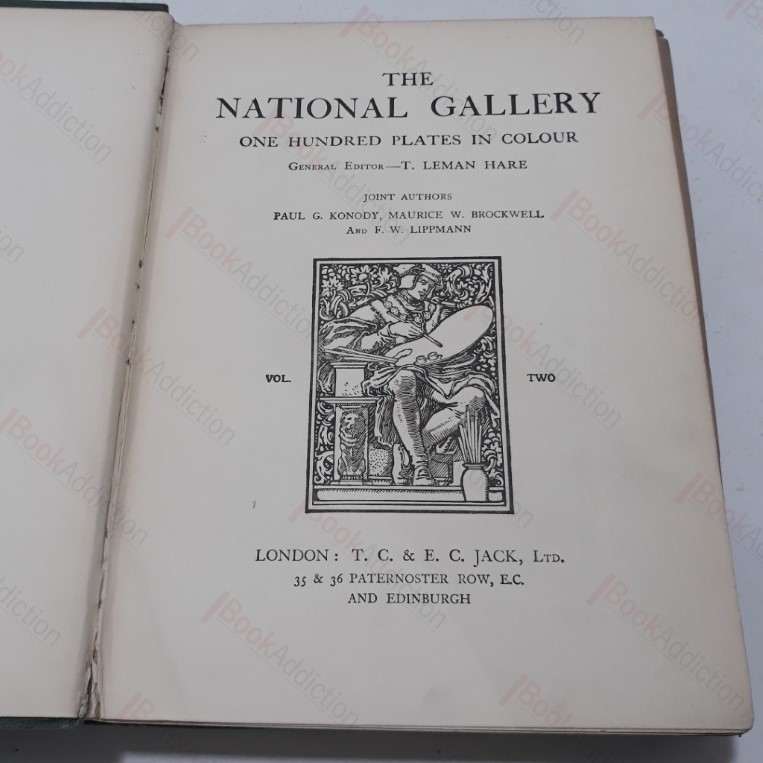 THE
NATIONAL GALLERY
ONE HUNDRED PLATES IN COLOUR
GENERAL EDITOR—T. LEMAN HARE
JOINT AUTHORS
PAUL G. KONODY, MAURICE W. BROCKWELL
AND F. W. LIPPMANN
VOL. TWO
LONDON: T. C. & E. C. JACK, LTD.
35 & 36 PATERNOSTER ROW, E.C.
AND EDINBURGH
BookAddiction